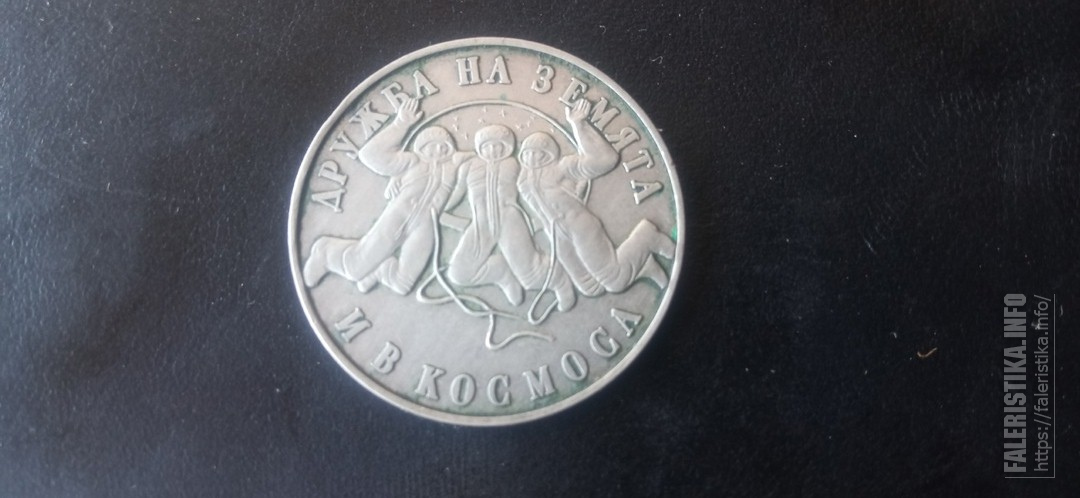 ДРУЖБА НА ЗЕМЯТА
И В КОСМОСА
FALERISTIKA.INFO
https://faleristika.info/